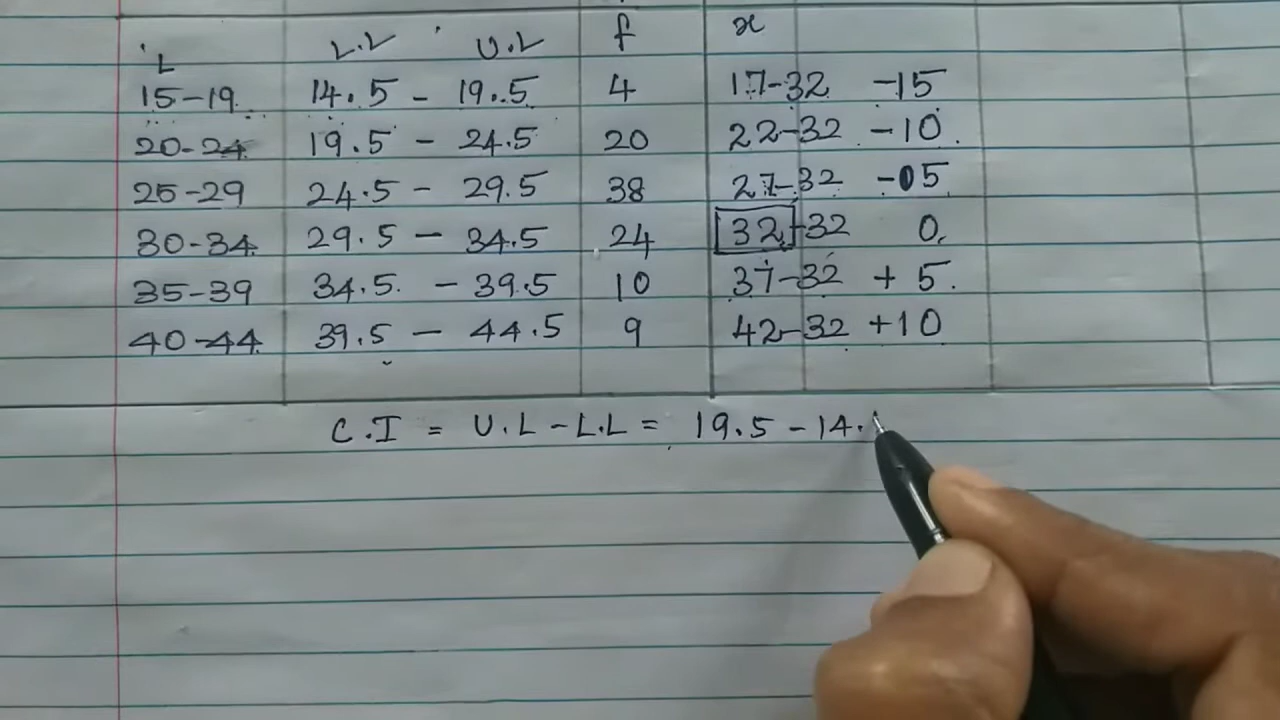 L L.L U.L f x
15-19 14.5 - 19.5 4 17-32 -15
20-24 19.5 - 24.5 20 22-32 -10
25-29 24.5 - 29.5 38 27-32 -05
30-34 29.5 - 34.5 24 32-32 0
35-39 34.5 - 39.5 10 37-32 +5
40-44 39.5 - 44.5 9 42-32 +10
C.I = U.L - L.L = 19.5 - 14.